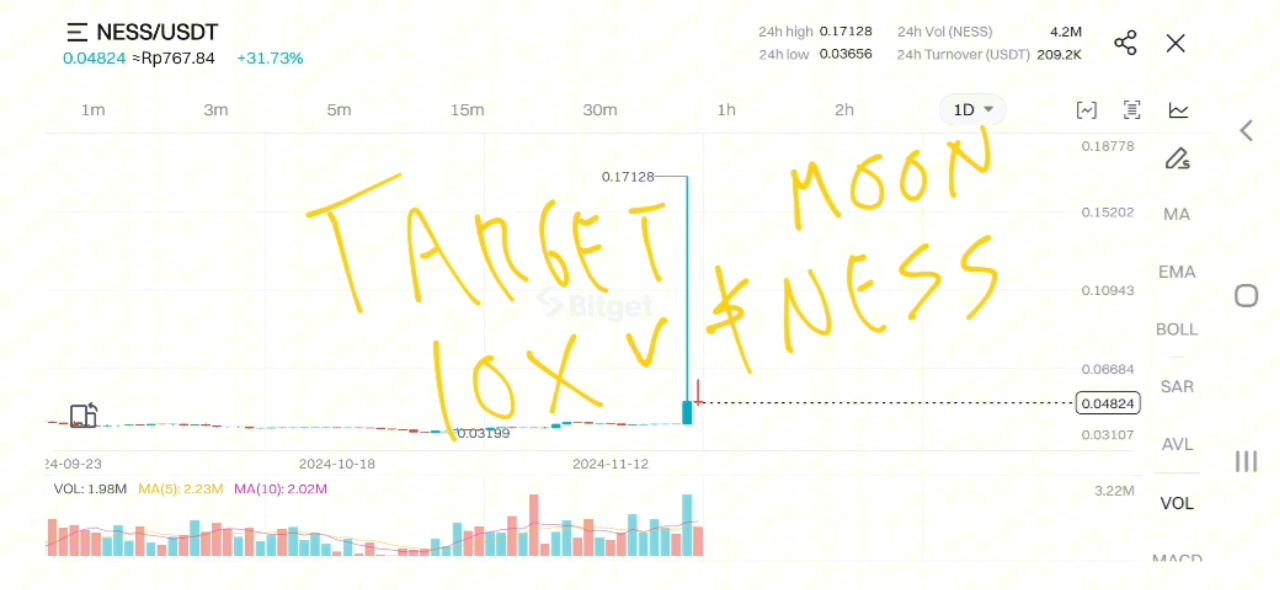 NESS/USDT
0.04824 ≈Rp767.84 +31.73%
24h high 0.17128 24h Vol (NESS) 4.2M
24h low 0.03656 24h Turnover (USDT) 209.2K
1m 3m 5m 15m 30m 1h 2h 1D
0.18778
0.17128
MOON
MA
0.15202
TARGET
$NESS
EMA
0.10943
Bitget
10X
BOLL
0.06684
SAR
0.04824
0.03199
0.03107
AVL
24-09-23 2024-10-18 2024-11-12
VOL: 1.98M MA(5): 2.23M MA(10): 2.02M
3.22M
VOL
MACD